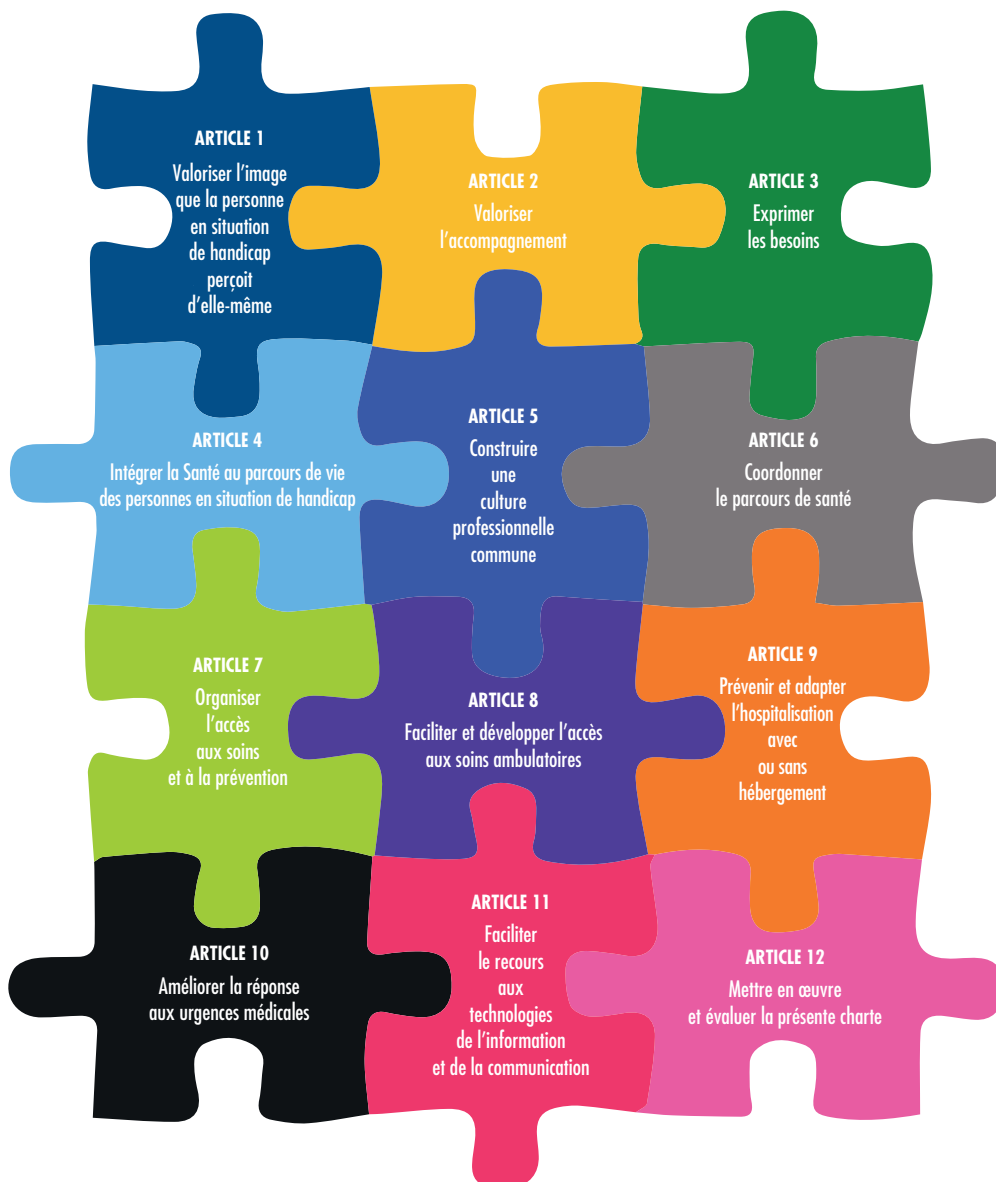 ARTICLE 1
Valoriser l'image
que la personne
en situation
de handicap
perçoit
d'elle-même
ARTICLE 2
Valoriser
l'accompagnement
ARTICLE 3
Exprimer
les besoins
ARTICLE 4
Intégrer la Santé au parcours de vie
des personnes en situation de handicap
ARTICLE 5
Construire
une
culture
professionnelle
commune
ARTICLE 6
Coordonner
le parcours de santé
ARTICLE 7
Organiser
l'accès
aux soins
et à la prévention
ARTICLE 8
Faciliter et développer l'accès
aux soins ambulatoires
ARTICLE 9
Prévenir et adapter
l'hospitalisation
avec
ou sans
hébergement
ARTICLE 10
Améliorer la réponse
aux urgences médicales
ARTICLE 11
Faciliter
le recours
aux
technologies
de l'information
et de la communication
ARTICLE 12
Mettre en œuvre
et évaluer la présente charte